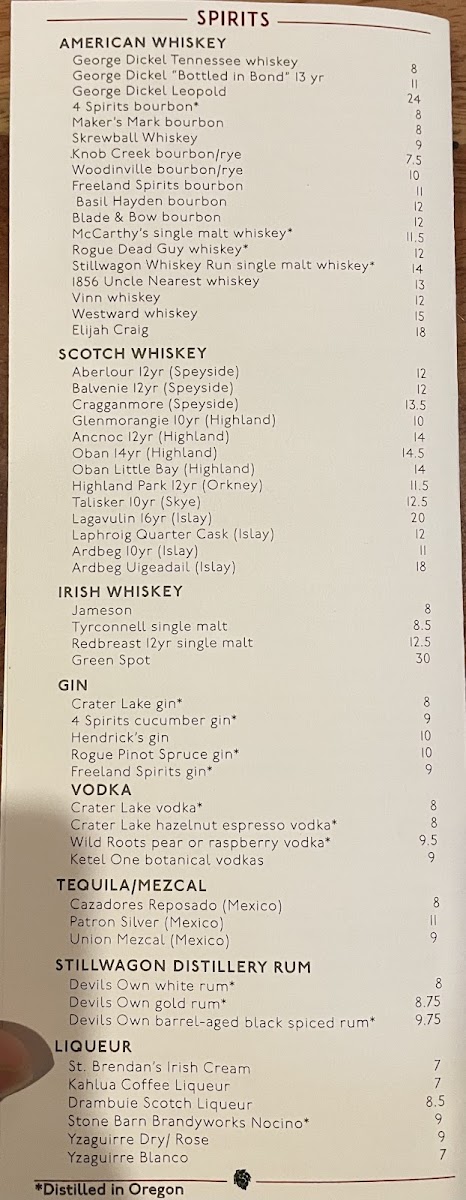 SPIRITS
AMERICAN WHISKEY
George Dickel Tennessee whiskey 8
George Dickel "Bottled in Bond" 13 yr 11
George Dickel Leopold 24
4 Spirits bourbon* 8
Maker's Mark bourbon 8
Skrewball Whiskey 9
Knob Creek bourbon/rye 7.5
Woodinville bourbon/rye 10
Freeland Spirits bourbon 11
Basil Hayden bourbon 12
Blade & Bow bourbon 12
McCarthy's single malt whiskey* 11.5
Rogue Dead Guy whiskey* 12
Stillwagon Whiskey Run single malt whiskey* 14
1856 Uncle Nearest whiskey 13
Vinn whiskey 12
Westward whiskey 15
Elijah Craig 18
SCOTCH WHISKEY
Aberlour 12yr (Speyside) 12
Balvenie 12yr (Speyside) 12
Cragganmore (Speyside) 13.5
Glenmorangie 10yr (Highland) 10
Ancnoc 12yr (Highland) 14
Oban 14yr (Highland) 14.5
Oban Little Bay (Highland) 14
Highland Park 12yr (Orkney) 11.5
Talisker 10yr (Skye) 12.5
Lagavulin 16yr (Islay) 20
Laphroig Quarter Cask (Islay) 12
Ardbeg 10yr (Islay) 11
Ardbeg Uigeadail (Islay) 18
IRISH WHISKEY
Jameson 8
Tyrconnell single malt 8.5
Redbreast 12yr single malt 12.5
Green Spot 30
GIN
Crater Lake gin* 8
4 Spirits cucumber gin* 9
Hendrick's gin 10
Rogue Pinot Spruce gin* 10
Freeland Spirits gin* 9
VODKA
Crater Lake vodka* 8
Crater Lake hazelnut espresso vodka* 8
Wild Roots pear or raspberry vodka* 9.5
Ketel One botanical vodkas 9
TEQUILA/MEZCAL
Cazadores Reposado (Mexico) 8
Patron Silver (Mexico) 11
Union Mezcal (Mexico) 9
STILLWAGON DISTILLERY RUM
Devils Own white rum* 8
Devils Own gold rum* 8.75
Devils Own barrel-aged black spiced rum* 9.75
LIQUEUR
St. Brendan's Irish Cream 7
Kahlua Coffee Liqueur 7
Drambuie Scotch Liqueur 8.5
Stone Barn Brandyworks Nocino* 9
Yzaguirre Dry/ Rose 9
Yzaguirre Blanco 7
*Distilled in Oregon